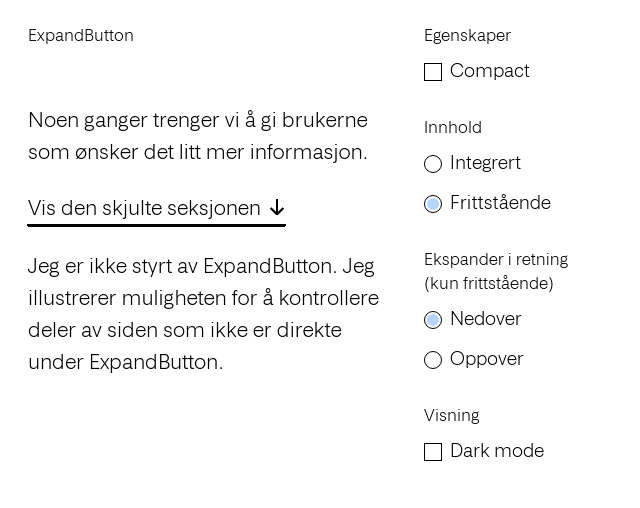 ExpandButton
Noen ganger trenger vi å gi brukerne
som ønsker det litt mer informasjon.
Vis den skjulte seksjonen ↓
Jeg er ikke styrt av ExpandButton. Jeg
illustrerer muligheten for å kontrollere
deler av siden som ikke er direkte
under ExpandButton.
Egenskaper
Compact
Innhold
Integrert
Frittstående
Ekspander i retning
(kun frittstående)
Nedover
Oppover
Visning
Dark mode